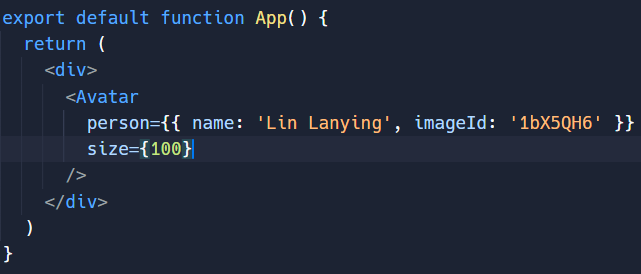 export default function App() {
  return (
    <div>
      <Avatar
        person={{ name: 'Lin Lanying', imageId: '1bX5QH6' }}
        size={100}
      />
    </div>
  )
}